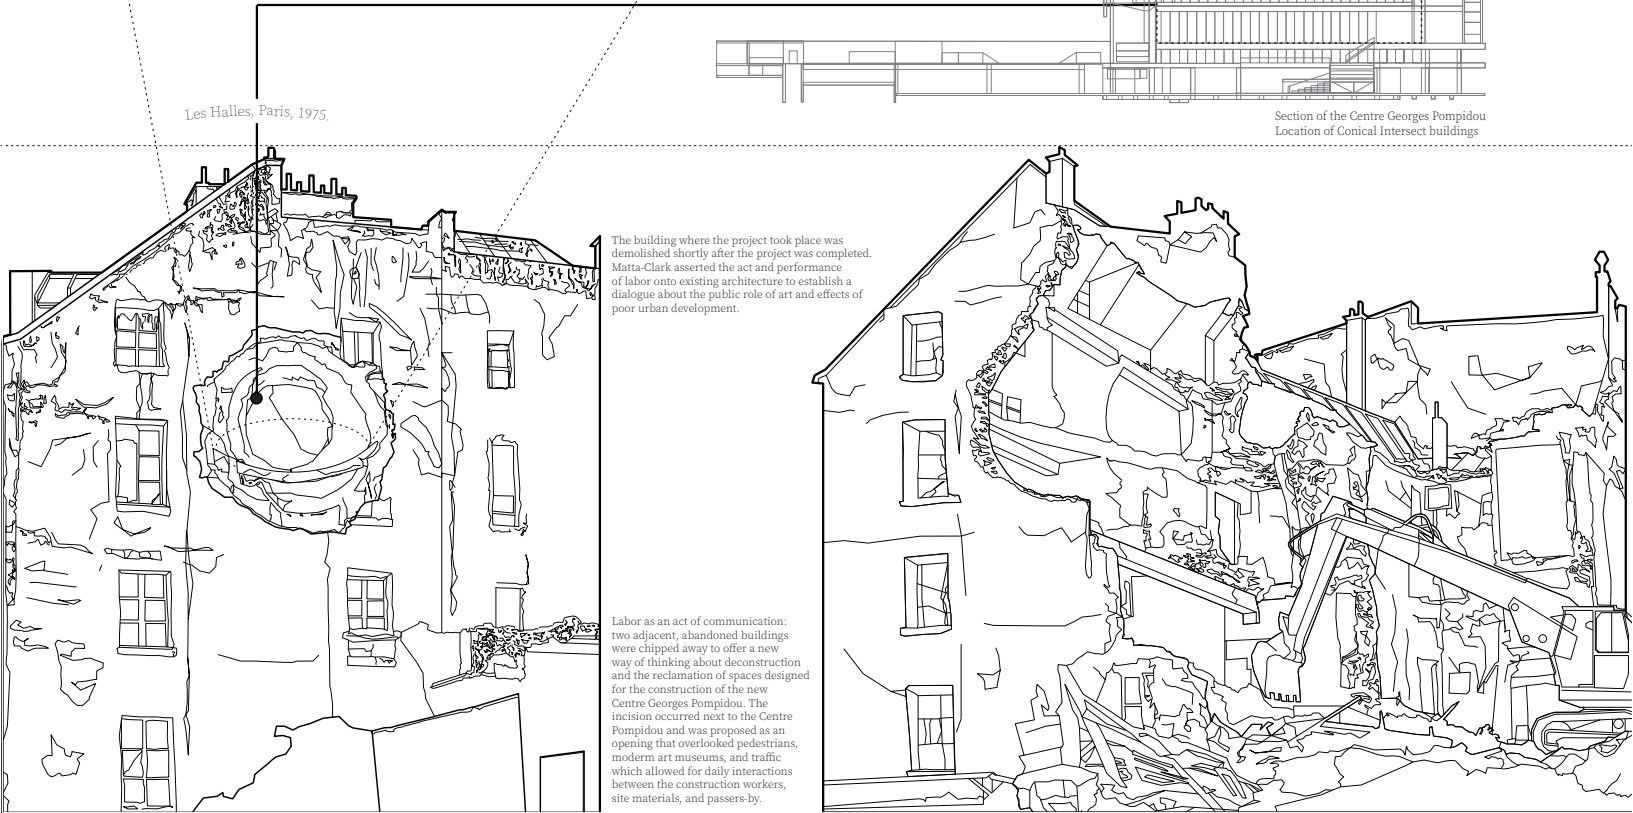 Les Halles, Paris, 1975.
Section of the Centre Georges Pompidou
Location of Conical Intersect buildings
The building where the project took place was
demolished shortly after the project was completed.
Matta-Clark asserted the act and performance
of labor onto existing architecture to establish a
dialogue about the public role of art and effects of
poor urban development.
Labor as an act of communication:
two adjacent, abandoned buildings
were chipped away to offer a new
way of thinking about deconstruction
and the reclamation of spaces designed
for the construction of the new
Centre Georges Pompidou. The
incision occurred next to the Centre
Pompidou and was proposed as an
opening that overlooked pedestrians,
modern art museums, and traffic
which allowed for daily interactions
between the construction workers,
site materials, and passers-by.